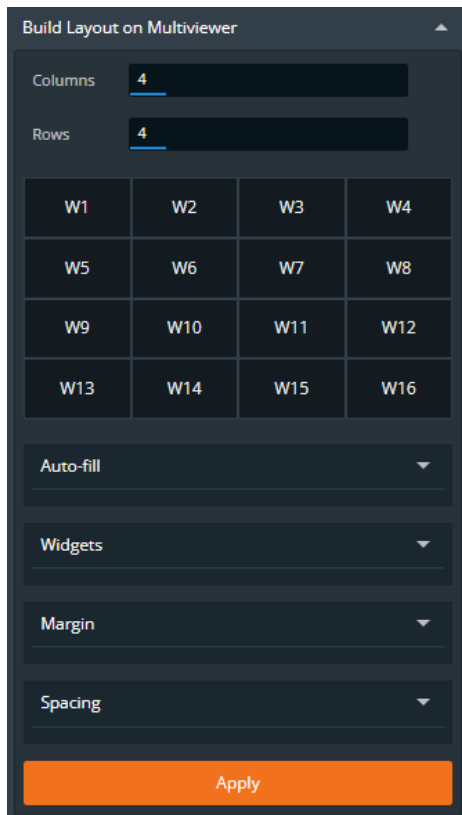 Build Layout on Multiviewer
Columns 4
Rows 4
W1 W2 W3 W4
W5 W6 W7 W8
W9 W10 W11 W12
W13 W14 W15 W16
Auto-fill
Widgets
Margin
Spacing
Apply